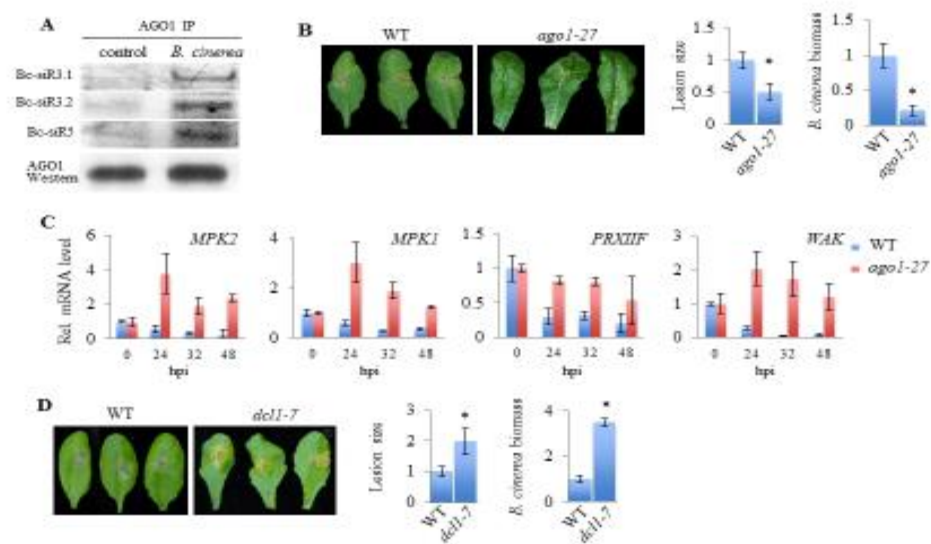 A
AGO1 IP
control B. cinerea
Bc-siR3.1
Bc-siR3.2
Bc-siR5
AGO1
Western
B
WT ago1-27
Lesion size
1.5
1
0.5
0
WT
ago1-27
B. cinerea biomass
1.5
1
0.5
0
WT
ago1-27
C
Rel. mRNA level
MPK2
6
4
2
0
0 24 32 48
hpi
MPK1
4
2
0
0 24 32 48
hpi
PRXIIF
1.5
1
0.5
0
0 24 32 48
hpi
WAK
3
2
1
0
0 24 32 48
hpi
WT
ago1-27
D
WT dcl1-7
Lesion size
3
2
1
0
WT
dcl1-7
B. cinerea biomass
4
2
0
WT
dcl1-7